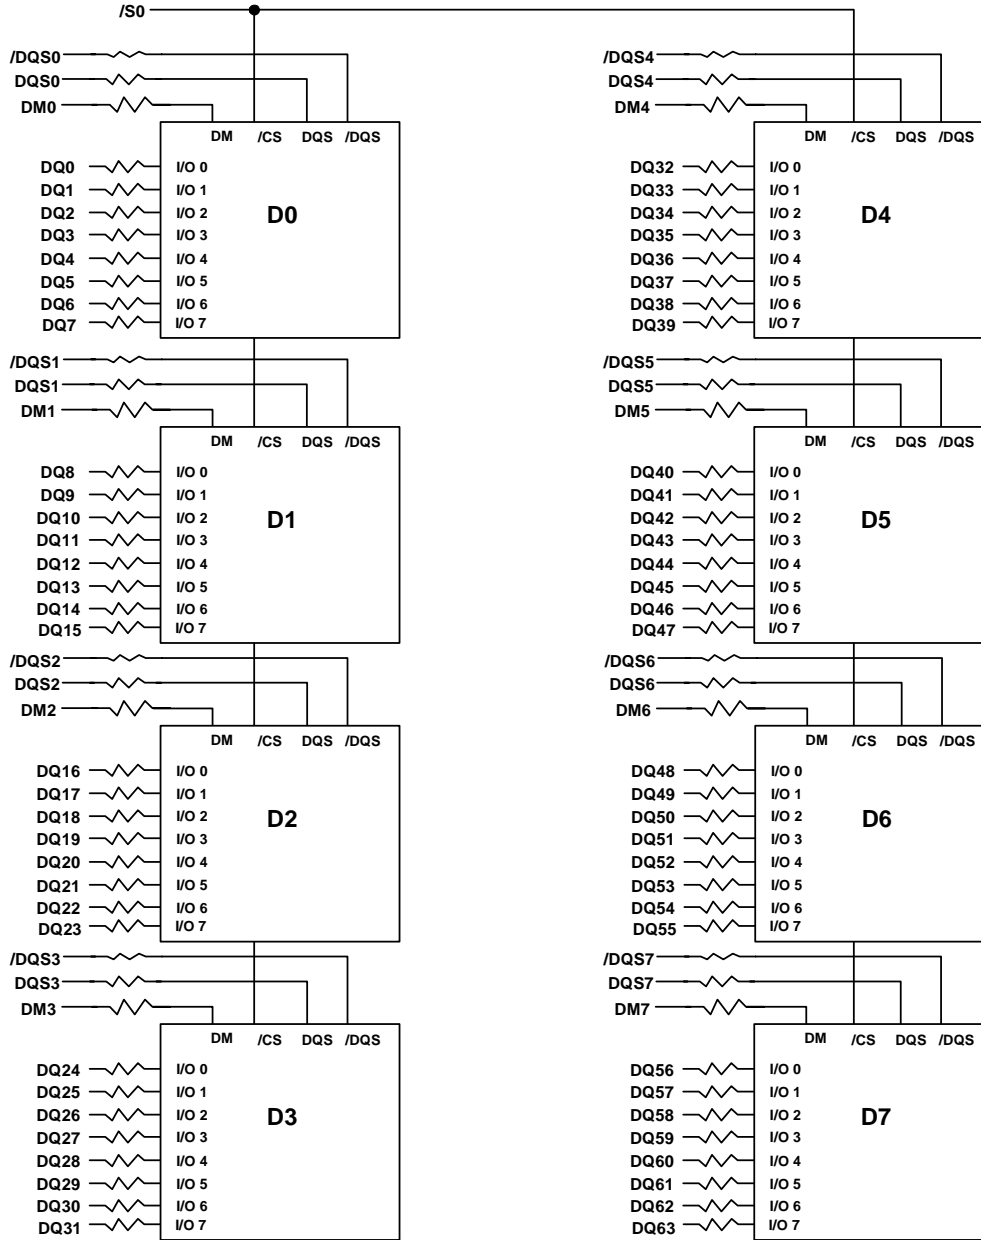 /S0
/DQS0
DQS0
DM0
DM /CS DQS /DQS
DQ0 I/O 0
DQ1 I/O 1
DQ2 I/O 2
DQ3 I/O 3
DQ4 I/O 4
DQ5 I/O 5
DQ6 I/O 6
DQ7 I/O 7
D0
/DQS1
DQS1
DM1
DM /CS DQS /DQS
DQ8 I/O 0
DQ9 I/O 1
DQ10 I/O 2
DQ11 I/O 3
DQ12 I/O 4
DQ13 I/O 5
DQ14 I/O 6
DQ15 I/O 7
D1
/DQS2
DQS2
DM2
DM /CS DQS /DQS
DQ16 I/O 0
DQ17 I/O 1
DQ18 I/O 2
DQ19 I/O 3
DQ20 I/O 4
DQ21 I/O 5
DQ22 I/O 6
DQ23 I/O 7
D2
/DQS3
DQS3
DM3
DM /CS DQS /DQS
DQ24 I/O 0
DQ25 I/O 1
DQ26 I/O 2
DQ27 I/O 3
DQ28 I/O 4
DQ29 I/O 5
DQ30 I/O 6
DQ31 I/O 7
D3
/DQS4
DQS4
DM4
DM /CS DQS /DQS
DQ32 I/O 0
DQ33 I/O 1
DQ34 I/O 2
DQ35 I/O 3
DQ36 I/O 4
DQ37 I/O 5
DQ38 I/O 6
DQ39 I/O 7
D4
/DQS5
DQS5
DM5
DM /CS DQS /DQS
DQ40 I/O 0
DQ41 I/O 1
DQ42 I/O 2
DQ43 I/O 3
DQ44 I/O 4
DQ45 I/O 5
DQ46 I/O 6
DQ47 I/O 7
D5
/DQS6
DQS6
DM6
DM /CS DQS /DQS
DQ48 I/O 0
DQ49 I/O 1
DQ50 I/O 2
DQ51 I/O 3
DQ52 I/O 4
DQ53 I/O 5
DQ54 I/O 6
DQ55 I/O 7
D6
/DQS7
DQS7
DM7
DM /CS DQS /DQS
DQ56 I/O 0
DQ57 I/O 1
DQ58 I/O 2
DQ59 I/O 3
DQ60 I/O 4
DQ61 I/O 5
DQ62 I/O 6
DQ63 I/O 7
D7